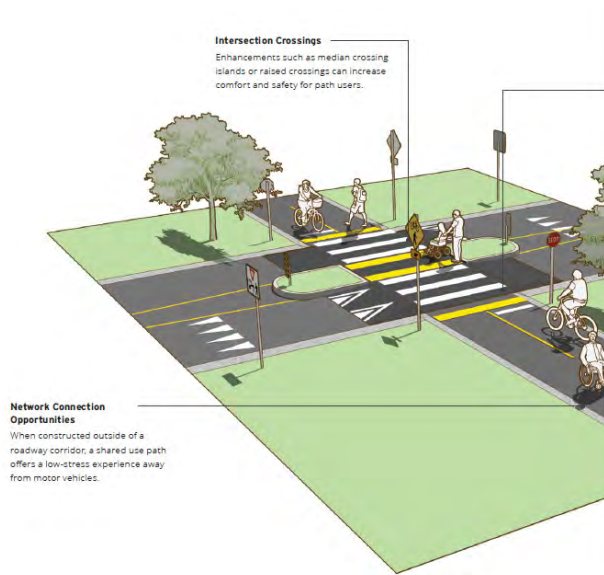 Intersection Crossings
Enhancements such as median crossing
islands or raised crossings can increase
comfort and safety for path users.
STOP
Network Connection
Opportunities
When constructed outside of a
roadway corridor, a shared use path
offers a low-stress experience away
from motor vehicles.